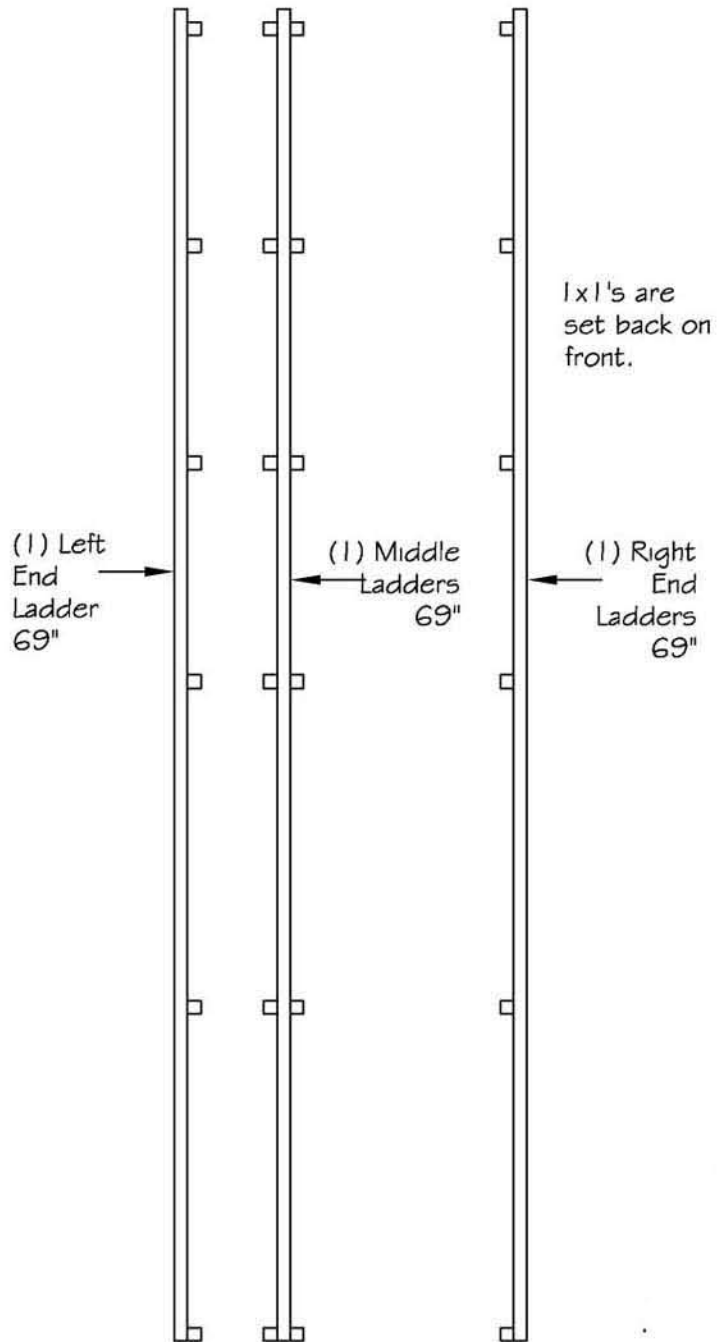 1x1's are
set back on
front.
(1) Left
End
Ladder
69"
(1) Middle
Ladders
69"
(1) Right
End
Ladders
69"